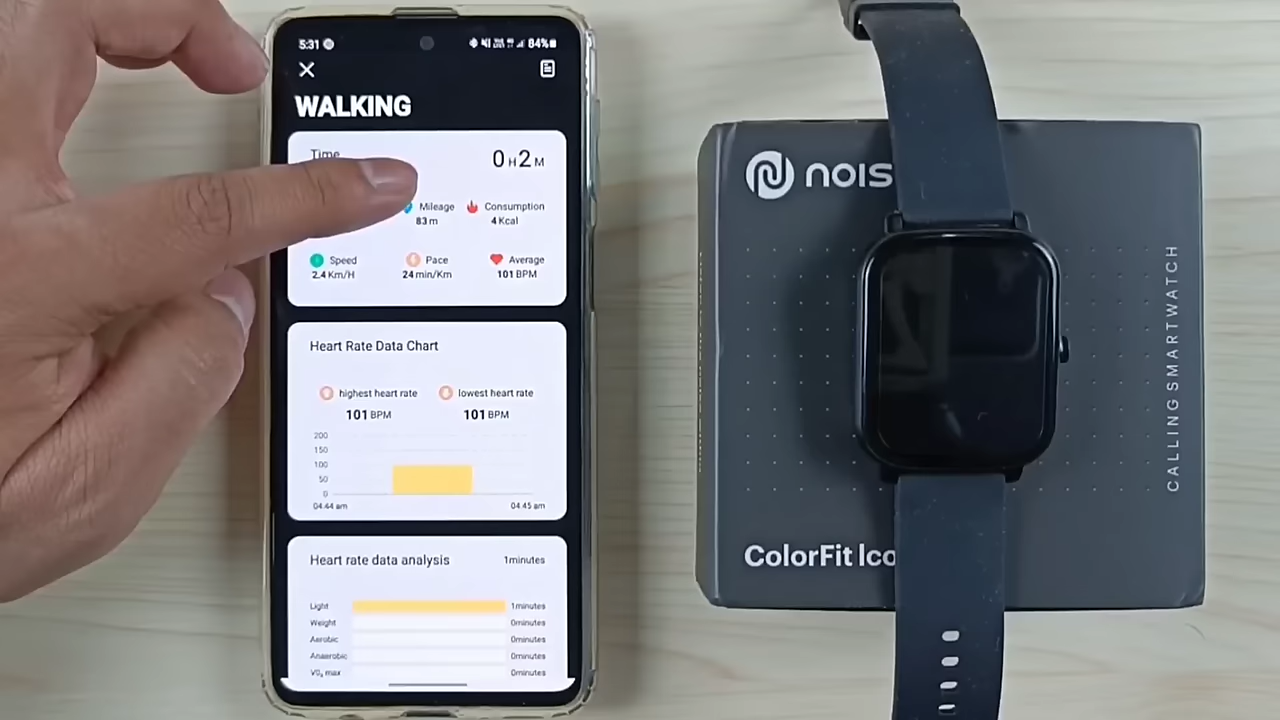 5:31 84%
WALKING
Time
0 H 2 M
Mileage
83 m
Consumption
4 Kcal
Speed
2.4 Km/H
Pace
24 min/Km
Average
101 BPM
Heart Rate Data Chart
highest heart rate
101 BPM
lowest heart rate
101 BPM
200
150
100
50
0
04:44 am 04:45 am
Heart rate data analysis 1minutes
Light 1minutes
Weight 0minutes
Aerobic 0minutes
Anaerobic 0minutes
VO₂ max 0minutes
NOIS
ColorFit Ico
CALLING SMARTWATCH